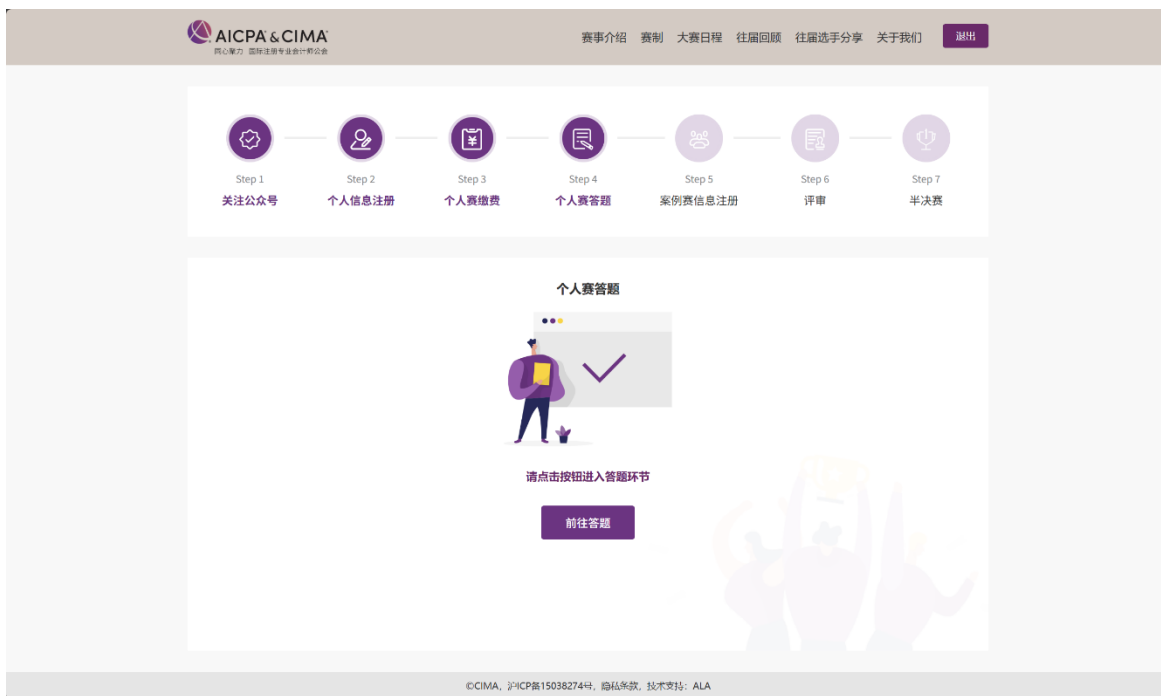 AICPA & CIMA
同心聚力 国际注册专业会计师公会
赛事介绍 赛制 大赛日程 往届回顾 往届选手分享 关于我们 退出
Step 1 Step 2 Step 3 Step 4 Step 5 Step 6 Step 7
关注公众号 个人信息注册 个人赛缴费 个人赛答题 案例赛信息注册 评审 半决赛
个人赛答题
请点击按钮进入答题环节
前往答题
©CIMA, 沪ICP备15038274号, 隐私条款, 技术支持: ALA